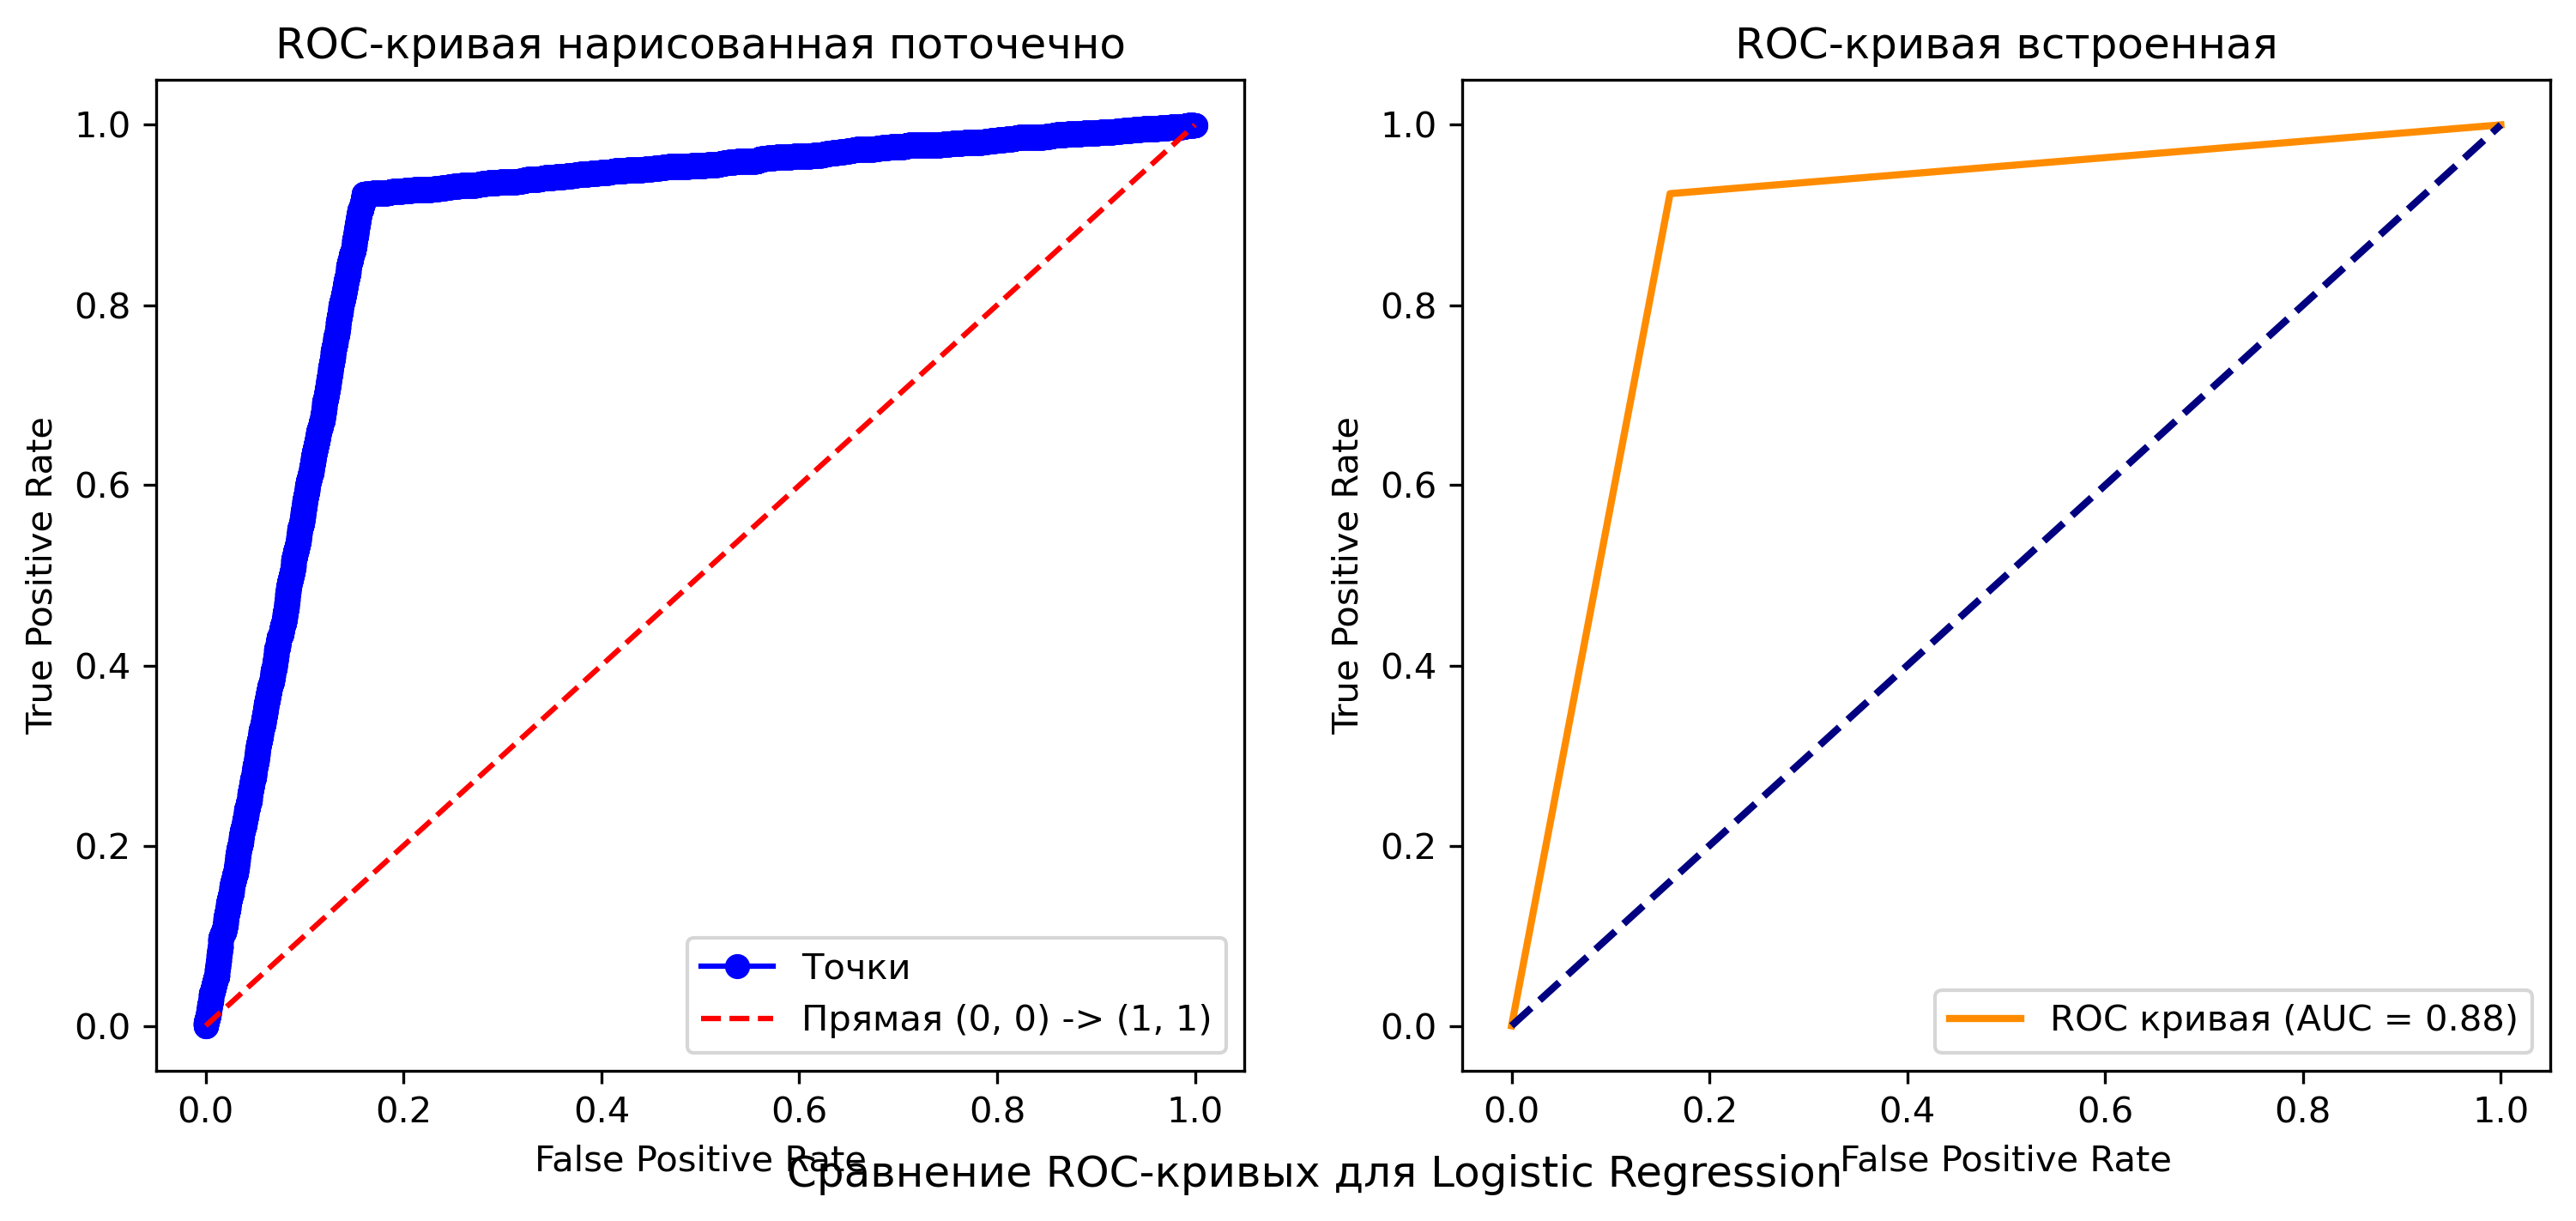 ROC-кривая нарисованная поточечно
True Positive Rate
1.0
0.8
0.6
0.4
0.2
0.0
Точки
Прямая (0, 0) -> (1, 1)
0.0 0.2 0.4 0.6 0.8 1.0
False Positive Rate
ROC-кривая встроенная
True Positive Rate
1.0
0.8
0.6
0.4
0.2
0.0
ROC кривая (AUC = 0.88)
0.0 0.2 0.4 0.6 0.8 1.0
False Positive Rate
Сравнение ROC-кривых для Logistic Regression